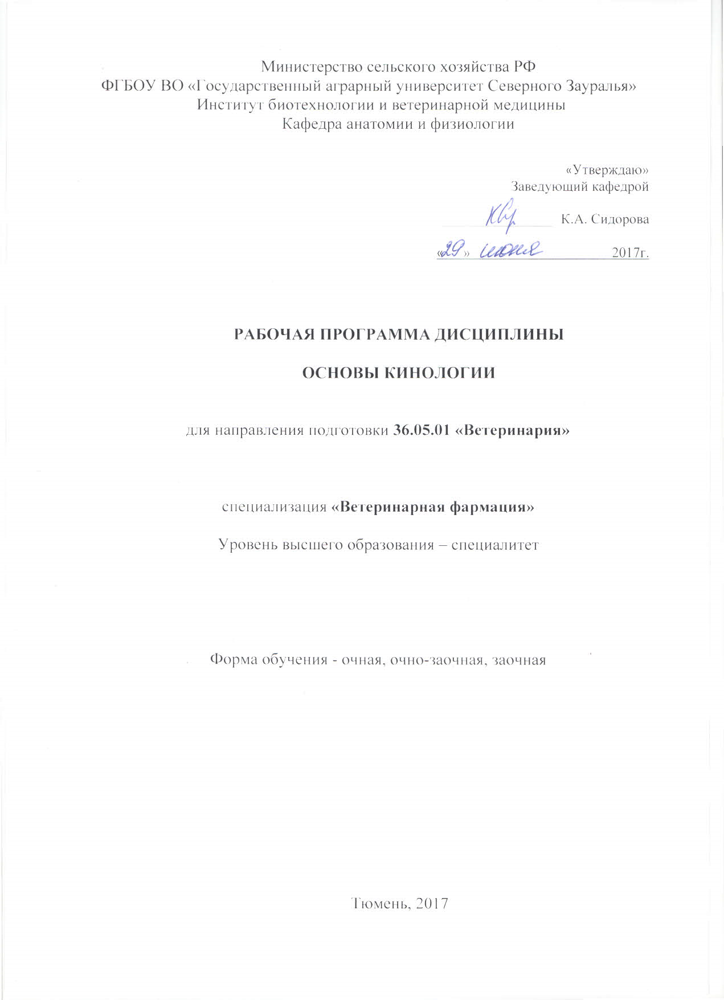 Министерство сельского хозяйства РФ
ФГБОУ ВО «Государственный аграрный университет Северного Зауралья»
Институт биотехнологии и ветеринарной медицины
Кафедра анатомии и физиологии
«Утверждаю»
Заведующий кафедрой
К.А. Сидорова
«29» июня 2017г.
РАБОЧАЯ ПРОГРАММА ДИСЦИПЛИНЫ
ОСНОВЫ КИНОЛОГИИ
для направления подготовки 36.05.01 «Ветеринария»
специализация «Ветеринарная фармация»
Уровень высшего образования – специалитет
Форма обучения - очная, очно-заочная, заочная
Тюмень, 2017